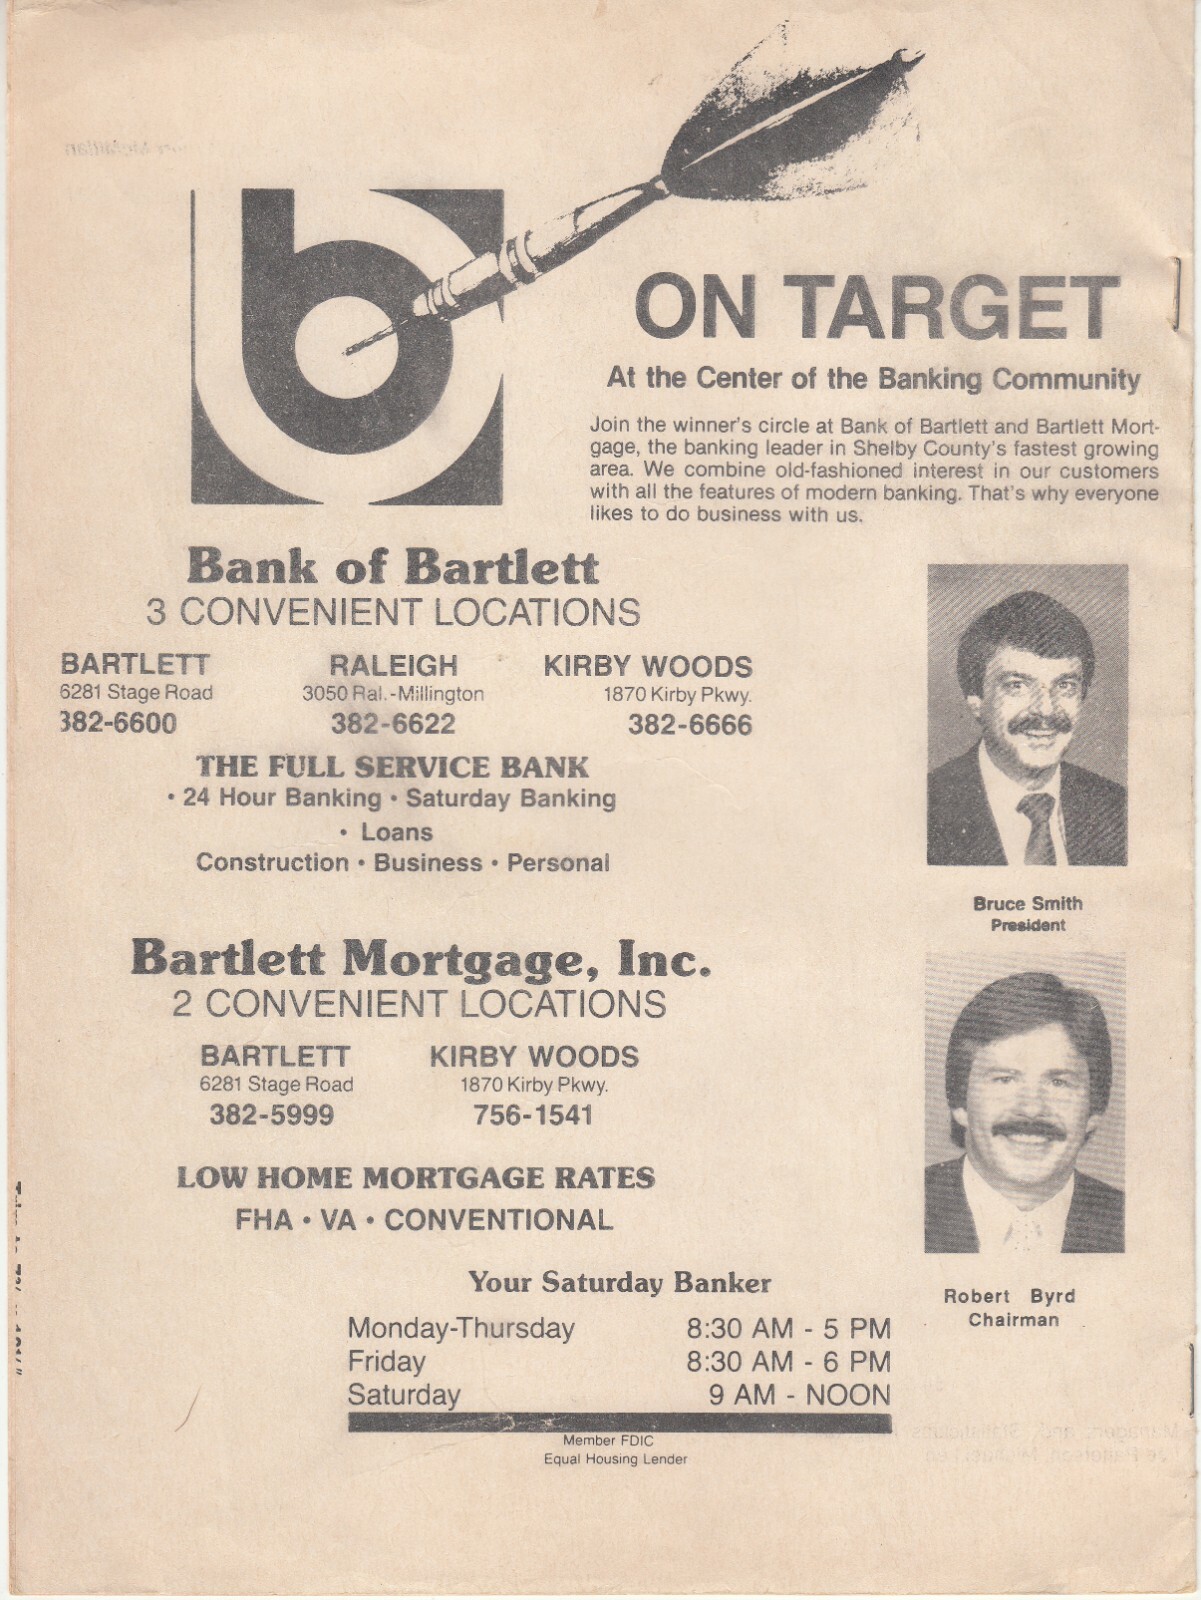 ON TARGET
At the Center of the Banking Community
Join the winner's circle at Bank of Bartlett and Bartlett Mort-
gage, the banking leader in Shelby County's fastest growing
area. We combine old-fashioned interest in our customers
with all the features of modern banking. That's why everyone
likes to do business with us.
Bank of Bartlett
3 CONVENIENT LOCATIONS
BARTLETT RALEIGH KIRBY WOODS
6281 Stage Road 3050 Ral.-Millington 1870 Kirby Pkwy.
382-6600 382-6622 382-6666
THE FULL SERVICE BANK
• 24 Hour Banking • Saturday Banking
• Loans
Construction • Business • Personal
Bruce Smith
President
Bartlett Mortgage, Inc.
2 CONVENIENT LOCATIONS
BARTLETT KIRBY WOODS
6281 Stage Road 1870 Kirby Pkwy.
382-5999 756-1541
LOW HOME MORTGAGE RATES
FHA • VA • CONVENTIONAL
Robert Byrd
Chairman
Your Saturday Banker
Monday-Thursday 8:30 AM - 5 PM
Friday 8:30 AM - 6 PM
Saturday 9 AM - NOON
Member FDIC
Equal Housing Lender